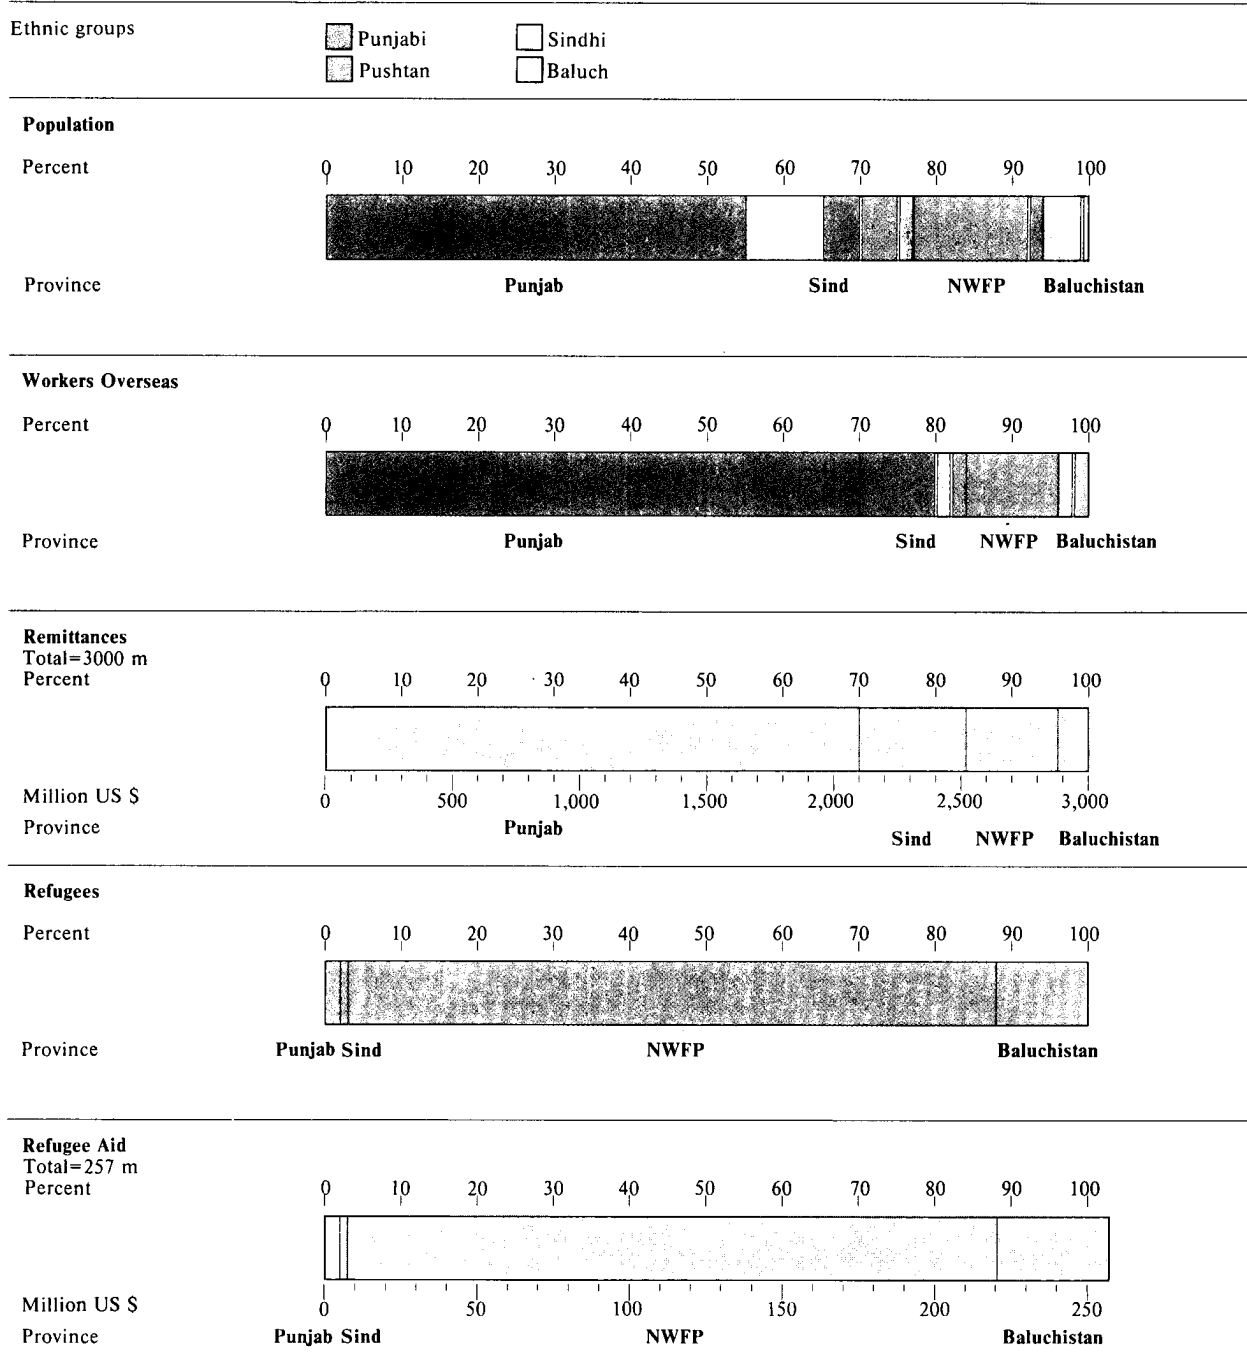 Ethnic groups
Punjabi Sindhi
Pushtan Baluch
Population
Percent 0 10 20 30 40 50 60 70 80 90 100
Province Punjab Sind NWFP Baluchistan
Workers Overseas
Percent 0 10 20 30 40 50 60 70 80 90 100
Province Punjab Sind NWFP Baluchistan
Remittances
Total=3000 m
Percent 0 10 20 30 40 50 60 70 80 90 100
Million US $ 0 500 1,000 1,500 2,000 2,500 3,000
Province Punjab Sind NWFP Baluchistan
Refugees
Percent 0 10 20 30 40 50 60 70 80 90 100
Province Punjab Sind NWFP Baluchistan
Refugee Aid
Total=257 m
Percent 0 10 20 30 40 50 60 70 80 90 100
Million US $ 0 50 100 150 200 250
Province Punjab Sind NWFP Baluchistan